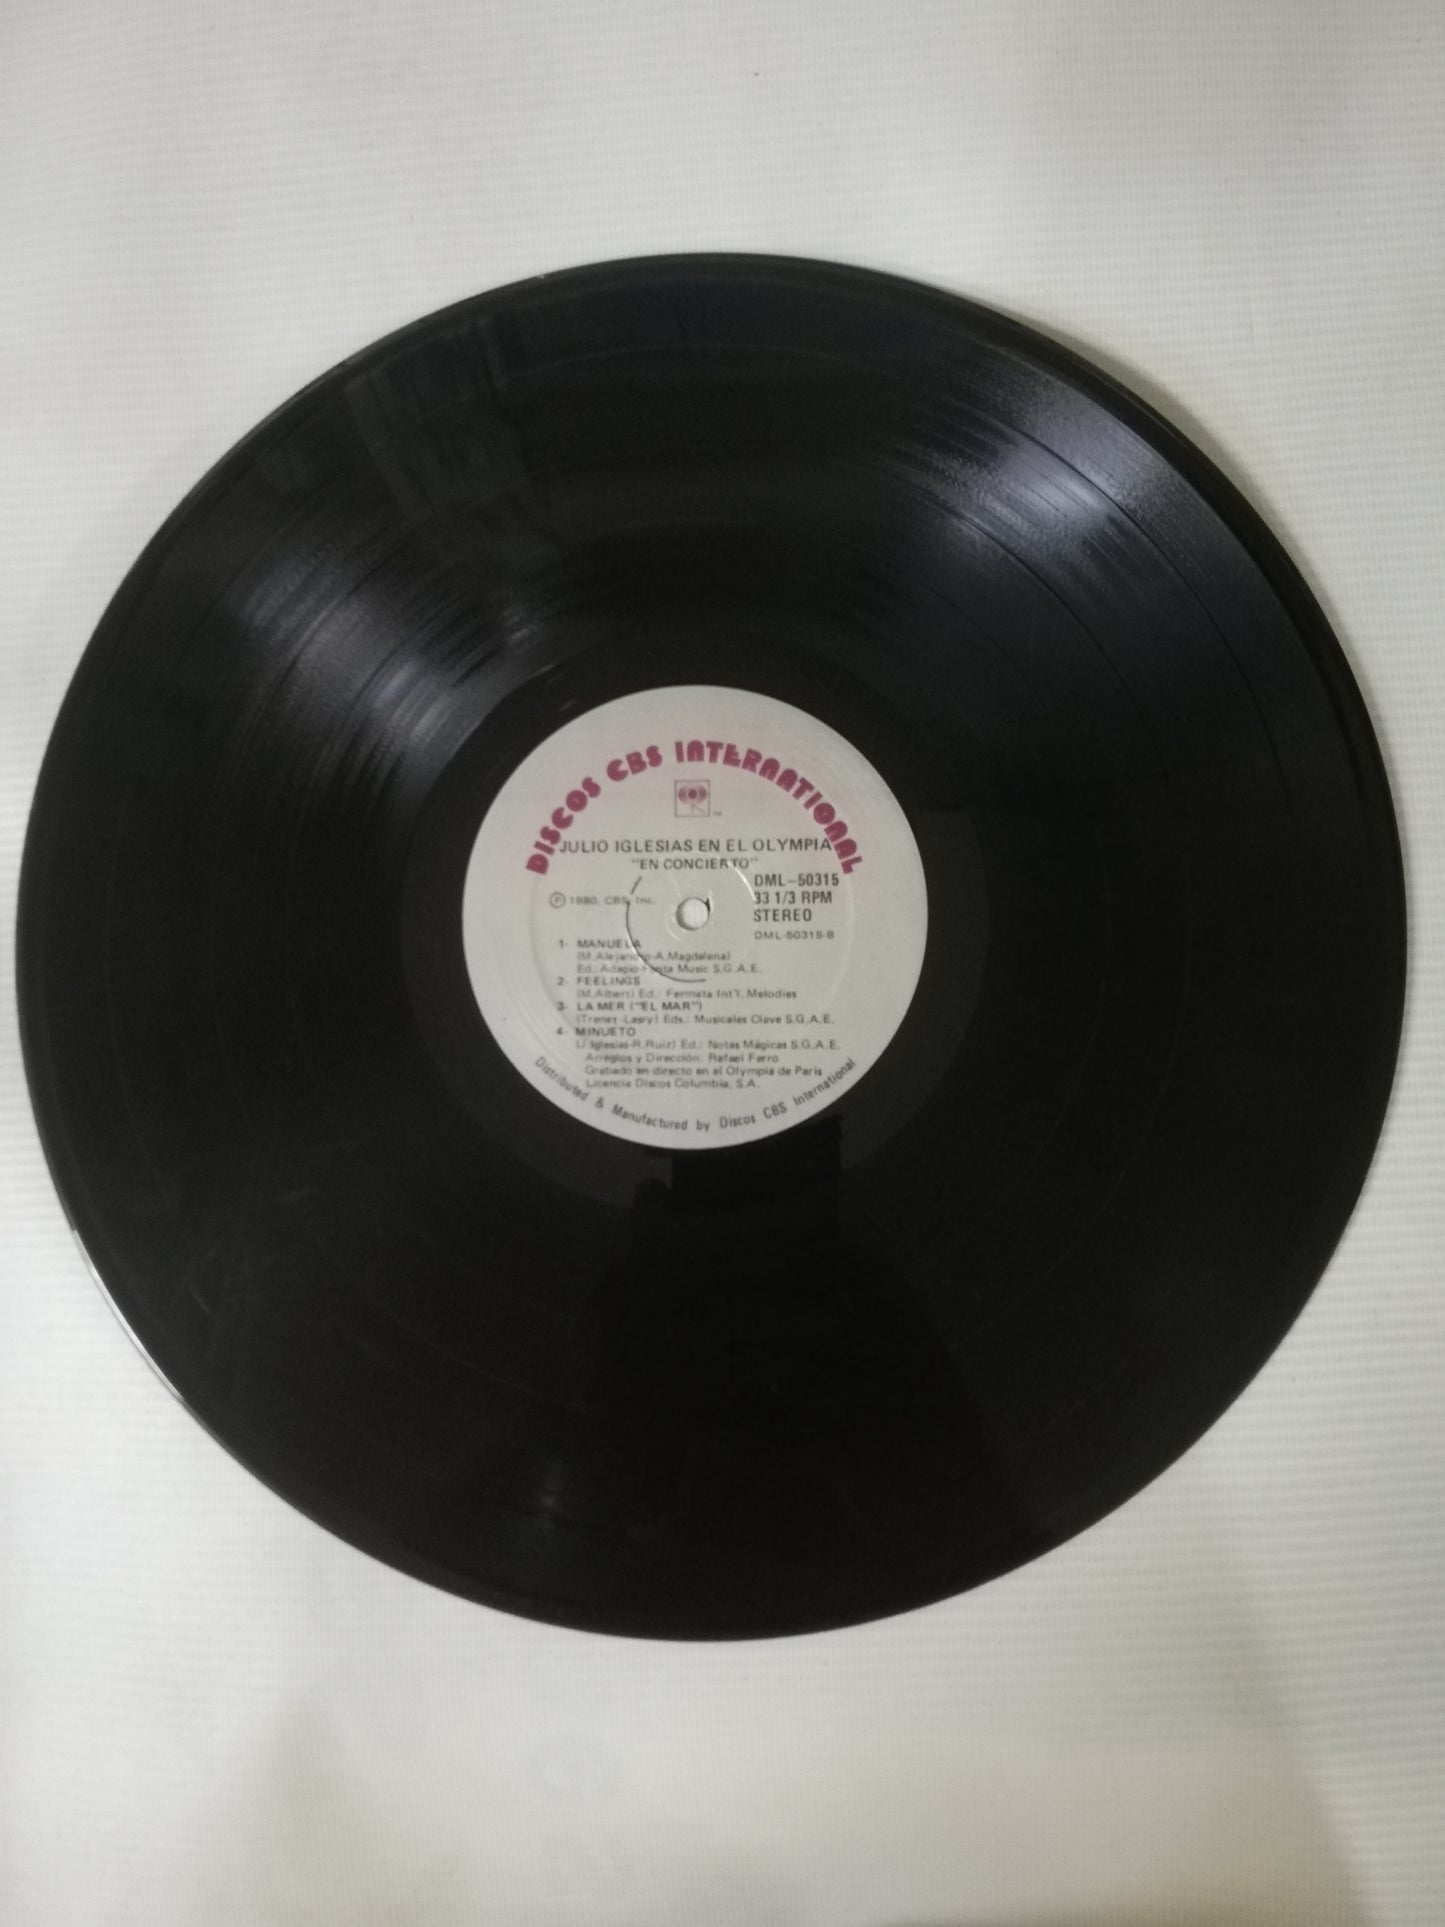 DISCOS CBS INTERNATIONAL
TM
JULIO IGLESIAS EN EL OLYMPIA
"EN CONCIERTO"
DML-50315
Ⓟ 1980, CBS, Inc.
33 1/3 RPM
STEREO
DML-50315-B
1- MANUELA
(M. Alejandro-A. Magdalena)
Ed.: Adagio- Music S.G.A.E.
2- FEELINGS
(M. Albert) Ed.: Fermata Int'l. Melodies
3- LA MER ("EL MAR")
(Trenet-Lasry) Eds.: Musicales Clave S.G.A.E.
4- MINUETO
(J. Iglesias-R. Ruiz) Ed.: Notas Mágicas S.G.A.E.
Arreglos y Dirección: Rafael Ferro
Grabado en directo en el Olympia de Paris
Licencia Discos Columbia, S.A.
Distributed & Manufactured by Discos CBS International